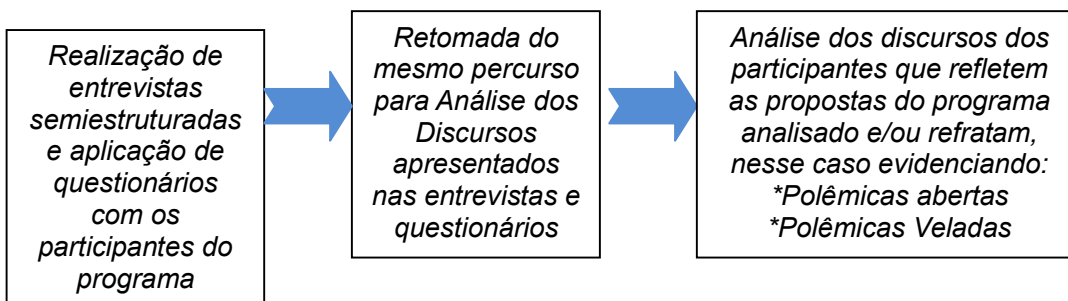 Realização de
entrevistas
semiestruturadas
e aplicação de
questionários
com os
participantes do
programa
Retomada do
mesmo percurso
para Análise dos
Discursos
apresentados
nas entrevistas e
questionários
Análise dos discursos dos
participantes que refletem
as propostas do programa
analisado e/ou refratam,
nesse caso evidenciando:
*Polêmicas abertas
*Polêmicas Veladas